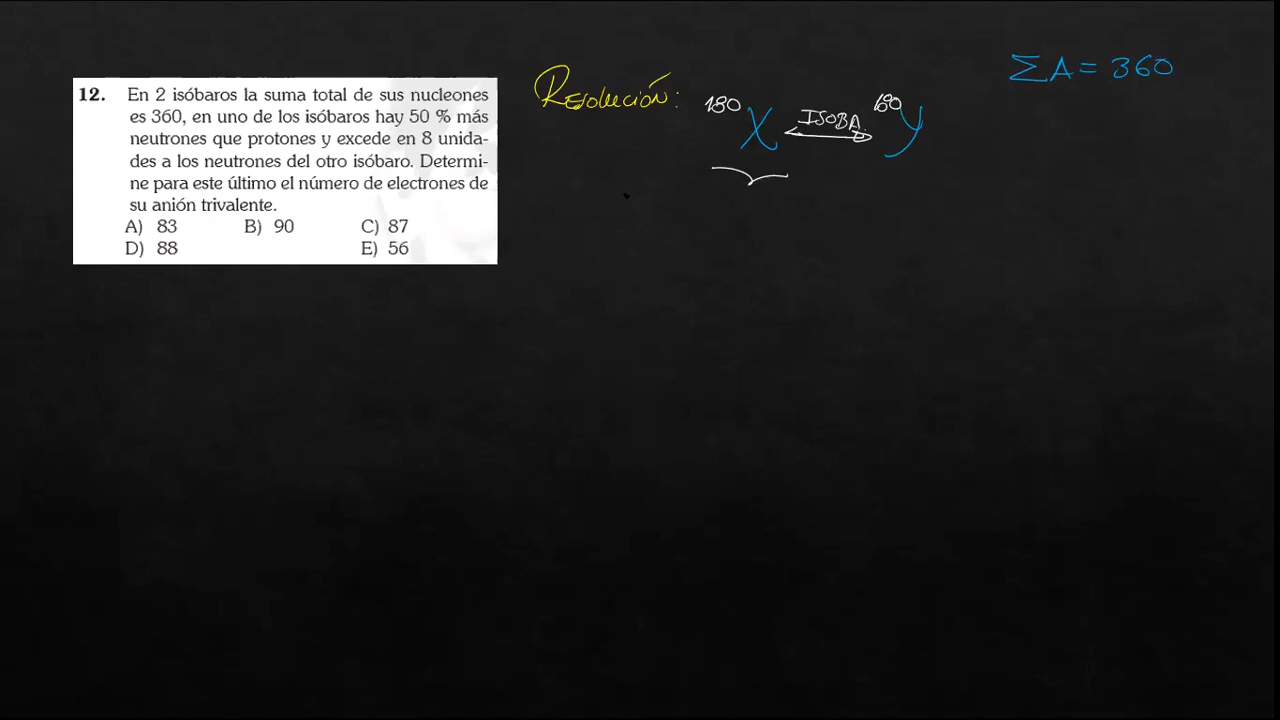 12. En 2 isóbaros la suma total de sus nucleones
es 360, en uno de los isóbaros hay 50 % más
neutrones que protones y excede en 8 unida-
des a los neutrones del otro isóbaro. Determi-
ne para este último el número de electrones de
su anión trivalente.
A) 83 B) 90 C) 87
D) 88 E) 56
Resolución:
180 X ISOBA. 180 Y
ΣA = 360